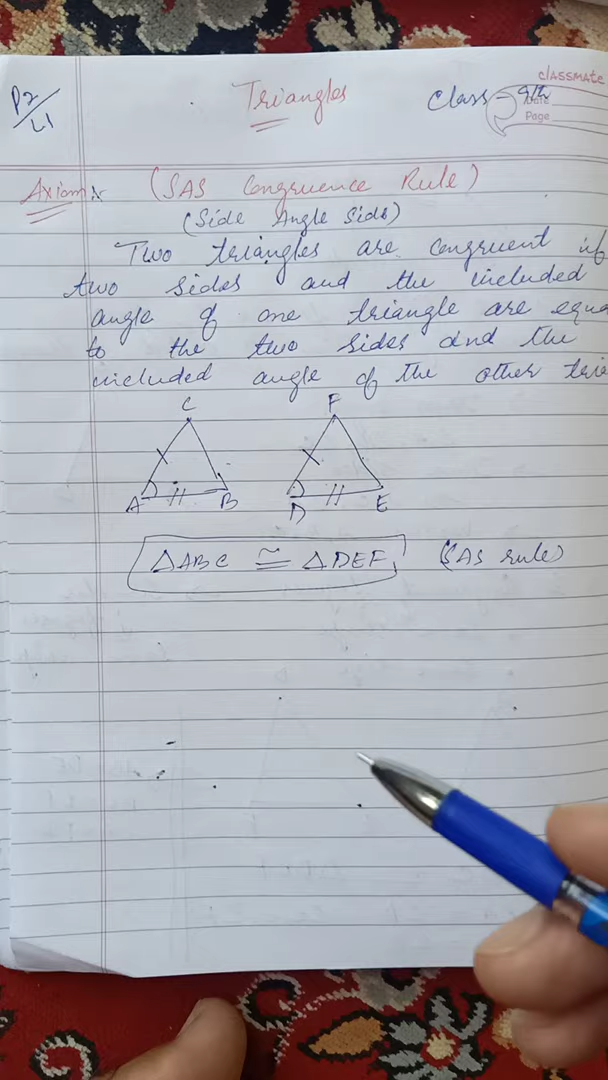 P2/L1
Triangles
Class - 9th
CLASSMATE
Date
Page
Axiom :- (SAS Congruence Rule)
(Side Angle Side)
Two triangles are congruent if
two sides and the included
angle of one triangle are equa
to the two sides and the
included angle of the other tria
C F
A B D E
△ABC ≅ △DEF (SAS rule)